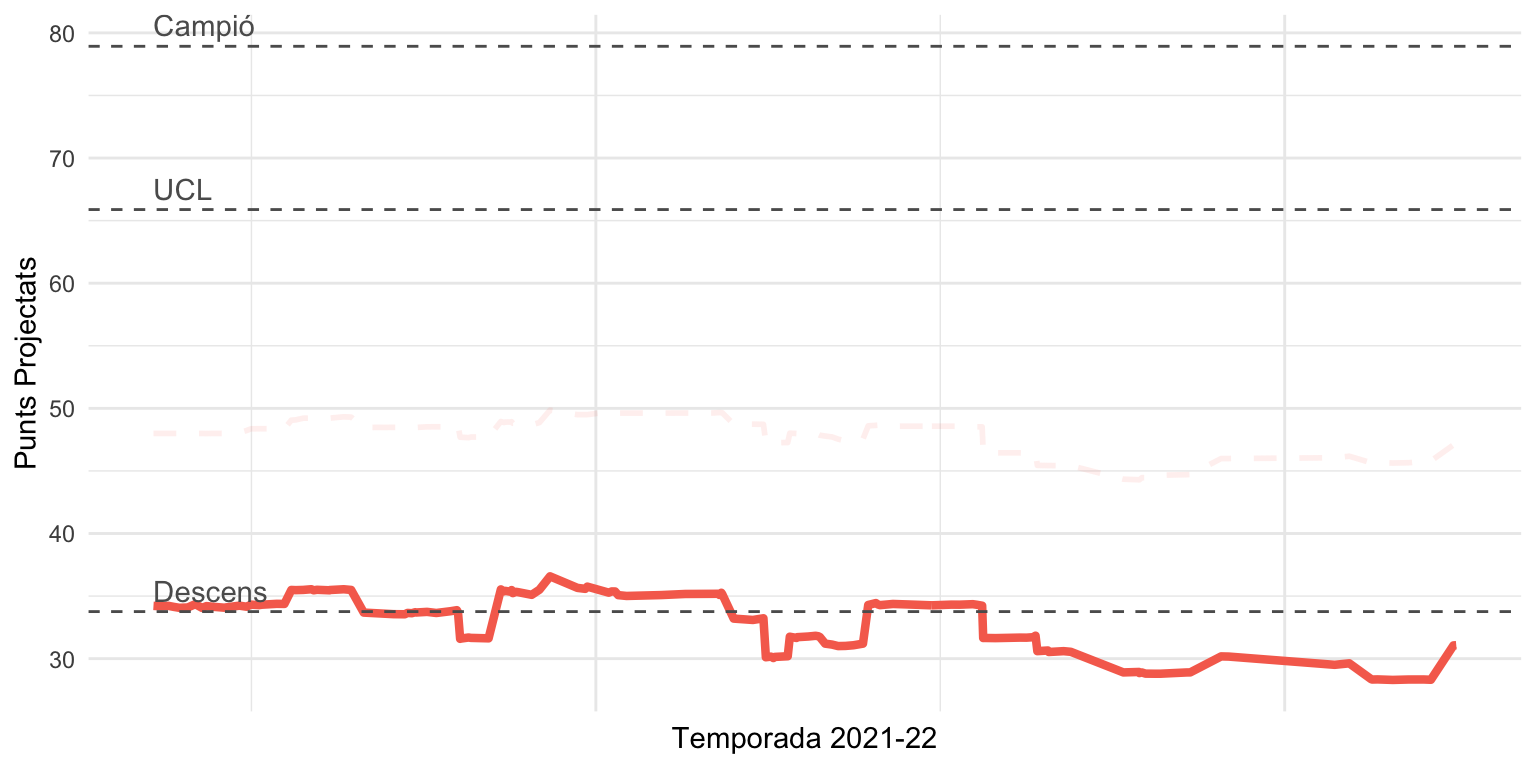 Campió
80
70
UCL
60
Punts Projectats
50
40
Descens
30
Temporada 2021-22